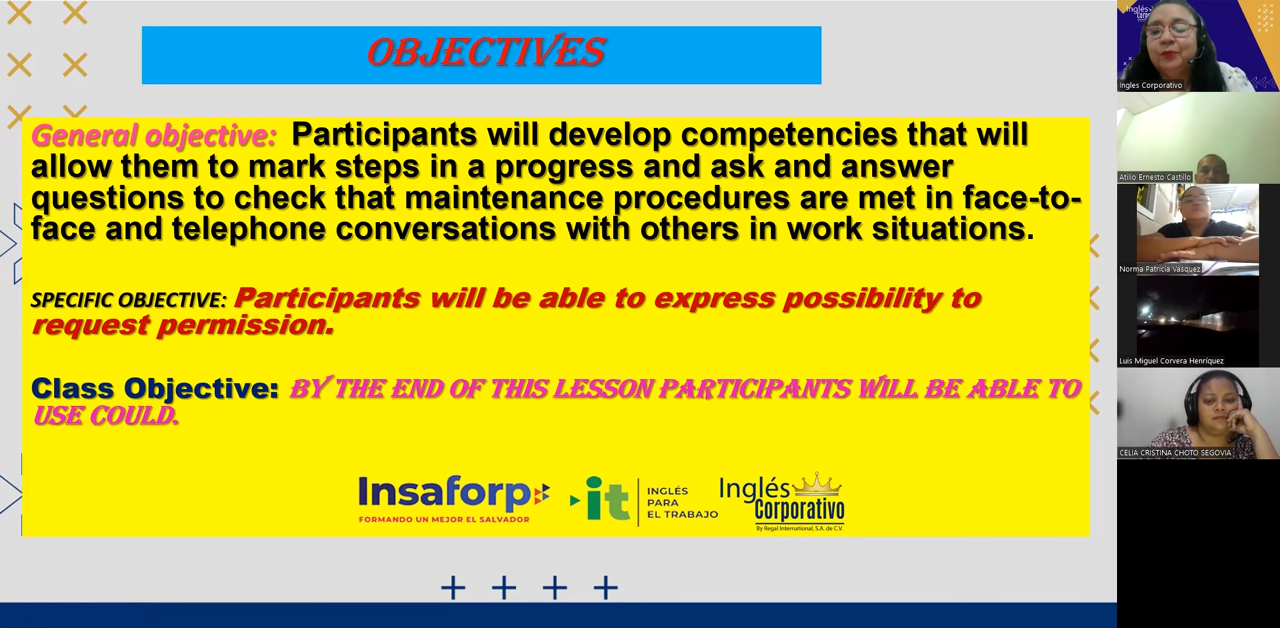 OBJECTIVES
General objective: Participants will develop competencies that will
allow them to mark steps in a progress and ask and answer
questions to check that maintenance procedures are met in face-to-
face and telephone conversations with others in work situations.
SPECIFIC OBJECTIVE: Participants will be able to express possibility to
request permission.
Class Objective: BY THE END OF THIS LESSON PARTICIPANTS WILL BE ABLE TO
USE COULD.
Insaforp
FORMANDO UN MEJOR EL SALVADOR
it
INGLÉS
PARA
EL TRABAJO
Inglés
Corporativo
By Regal International, S.A. de C.V.
Inglés
Ingles Corporativo
Atilio Ernesto Castillo
Norma Patricia Vasquez
Luis Miguel Corvera Henríquez
CELIA CRISTINA CHOTO SEGOVIA